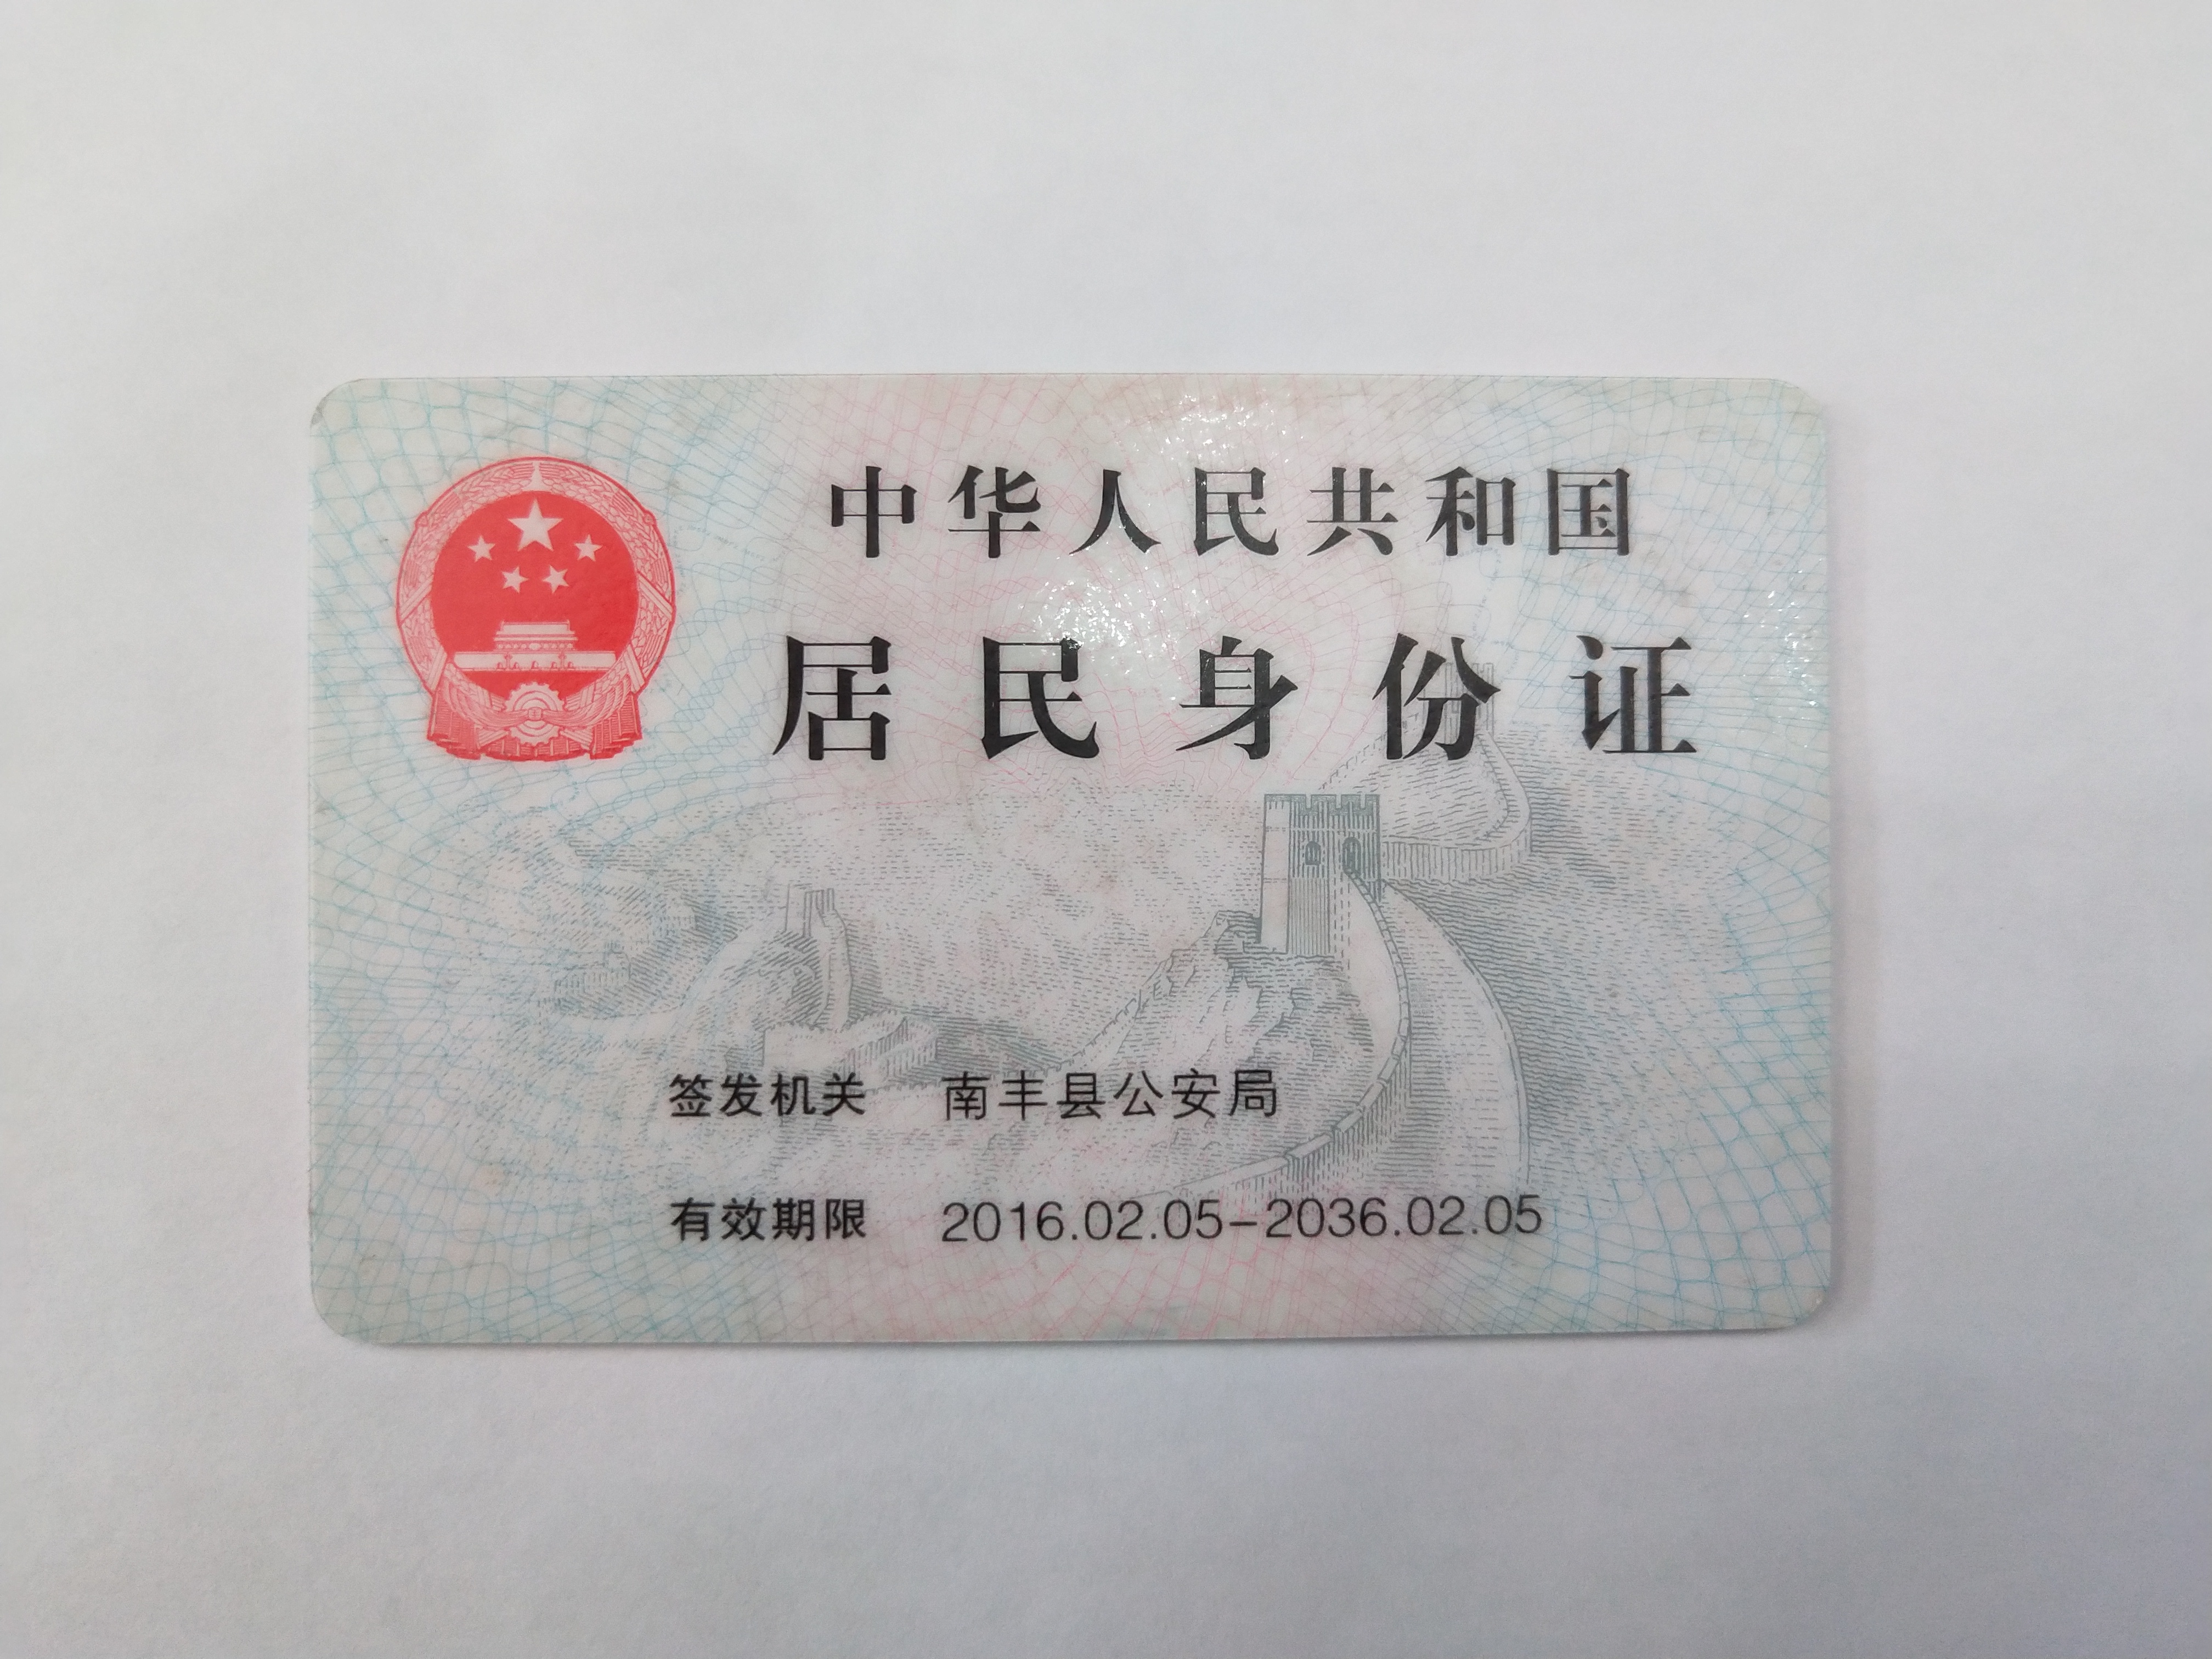 中华人民共和国
居民身份证
签发机关 南丰县公安局
有效期限 2016.02.05-2036.02.05